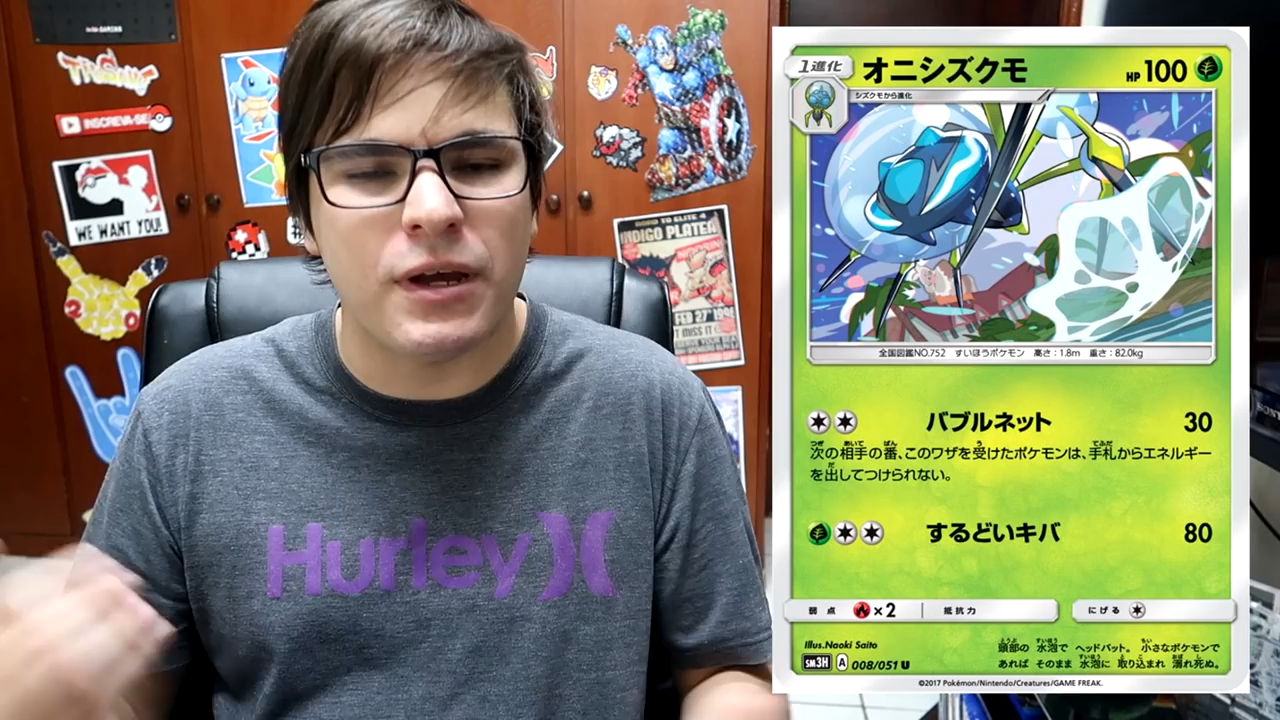 INSCREVA-SE
WE WANT YOU!
ROAD TO ELITE 4
INDIGO PLATEAU
FEB 27
Hurley
1進化
オニシズクモ
HP 100
シズクモから進化
全国図鑑NO.752 すいほうポケモン 高さ：1.8m 重さ：82.0kg
バブルネット 30
次の相手の番、このワザを受けたポケモンは、手札からエネルギー
を出してつけられない。
するどいキバ 80
弱点 ×2 抵抗力 にげる
Illus.Naoki Saito
SM3H A 008/051 U
頭部の 水泡で ヘッドバット。 小さなポケモンで
あれば そのまま 水泡に 取り込まれ 溺れ死ぬ。
©2017 Pokémon/Nintendo/Creatures/GAME FREAK.